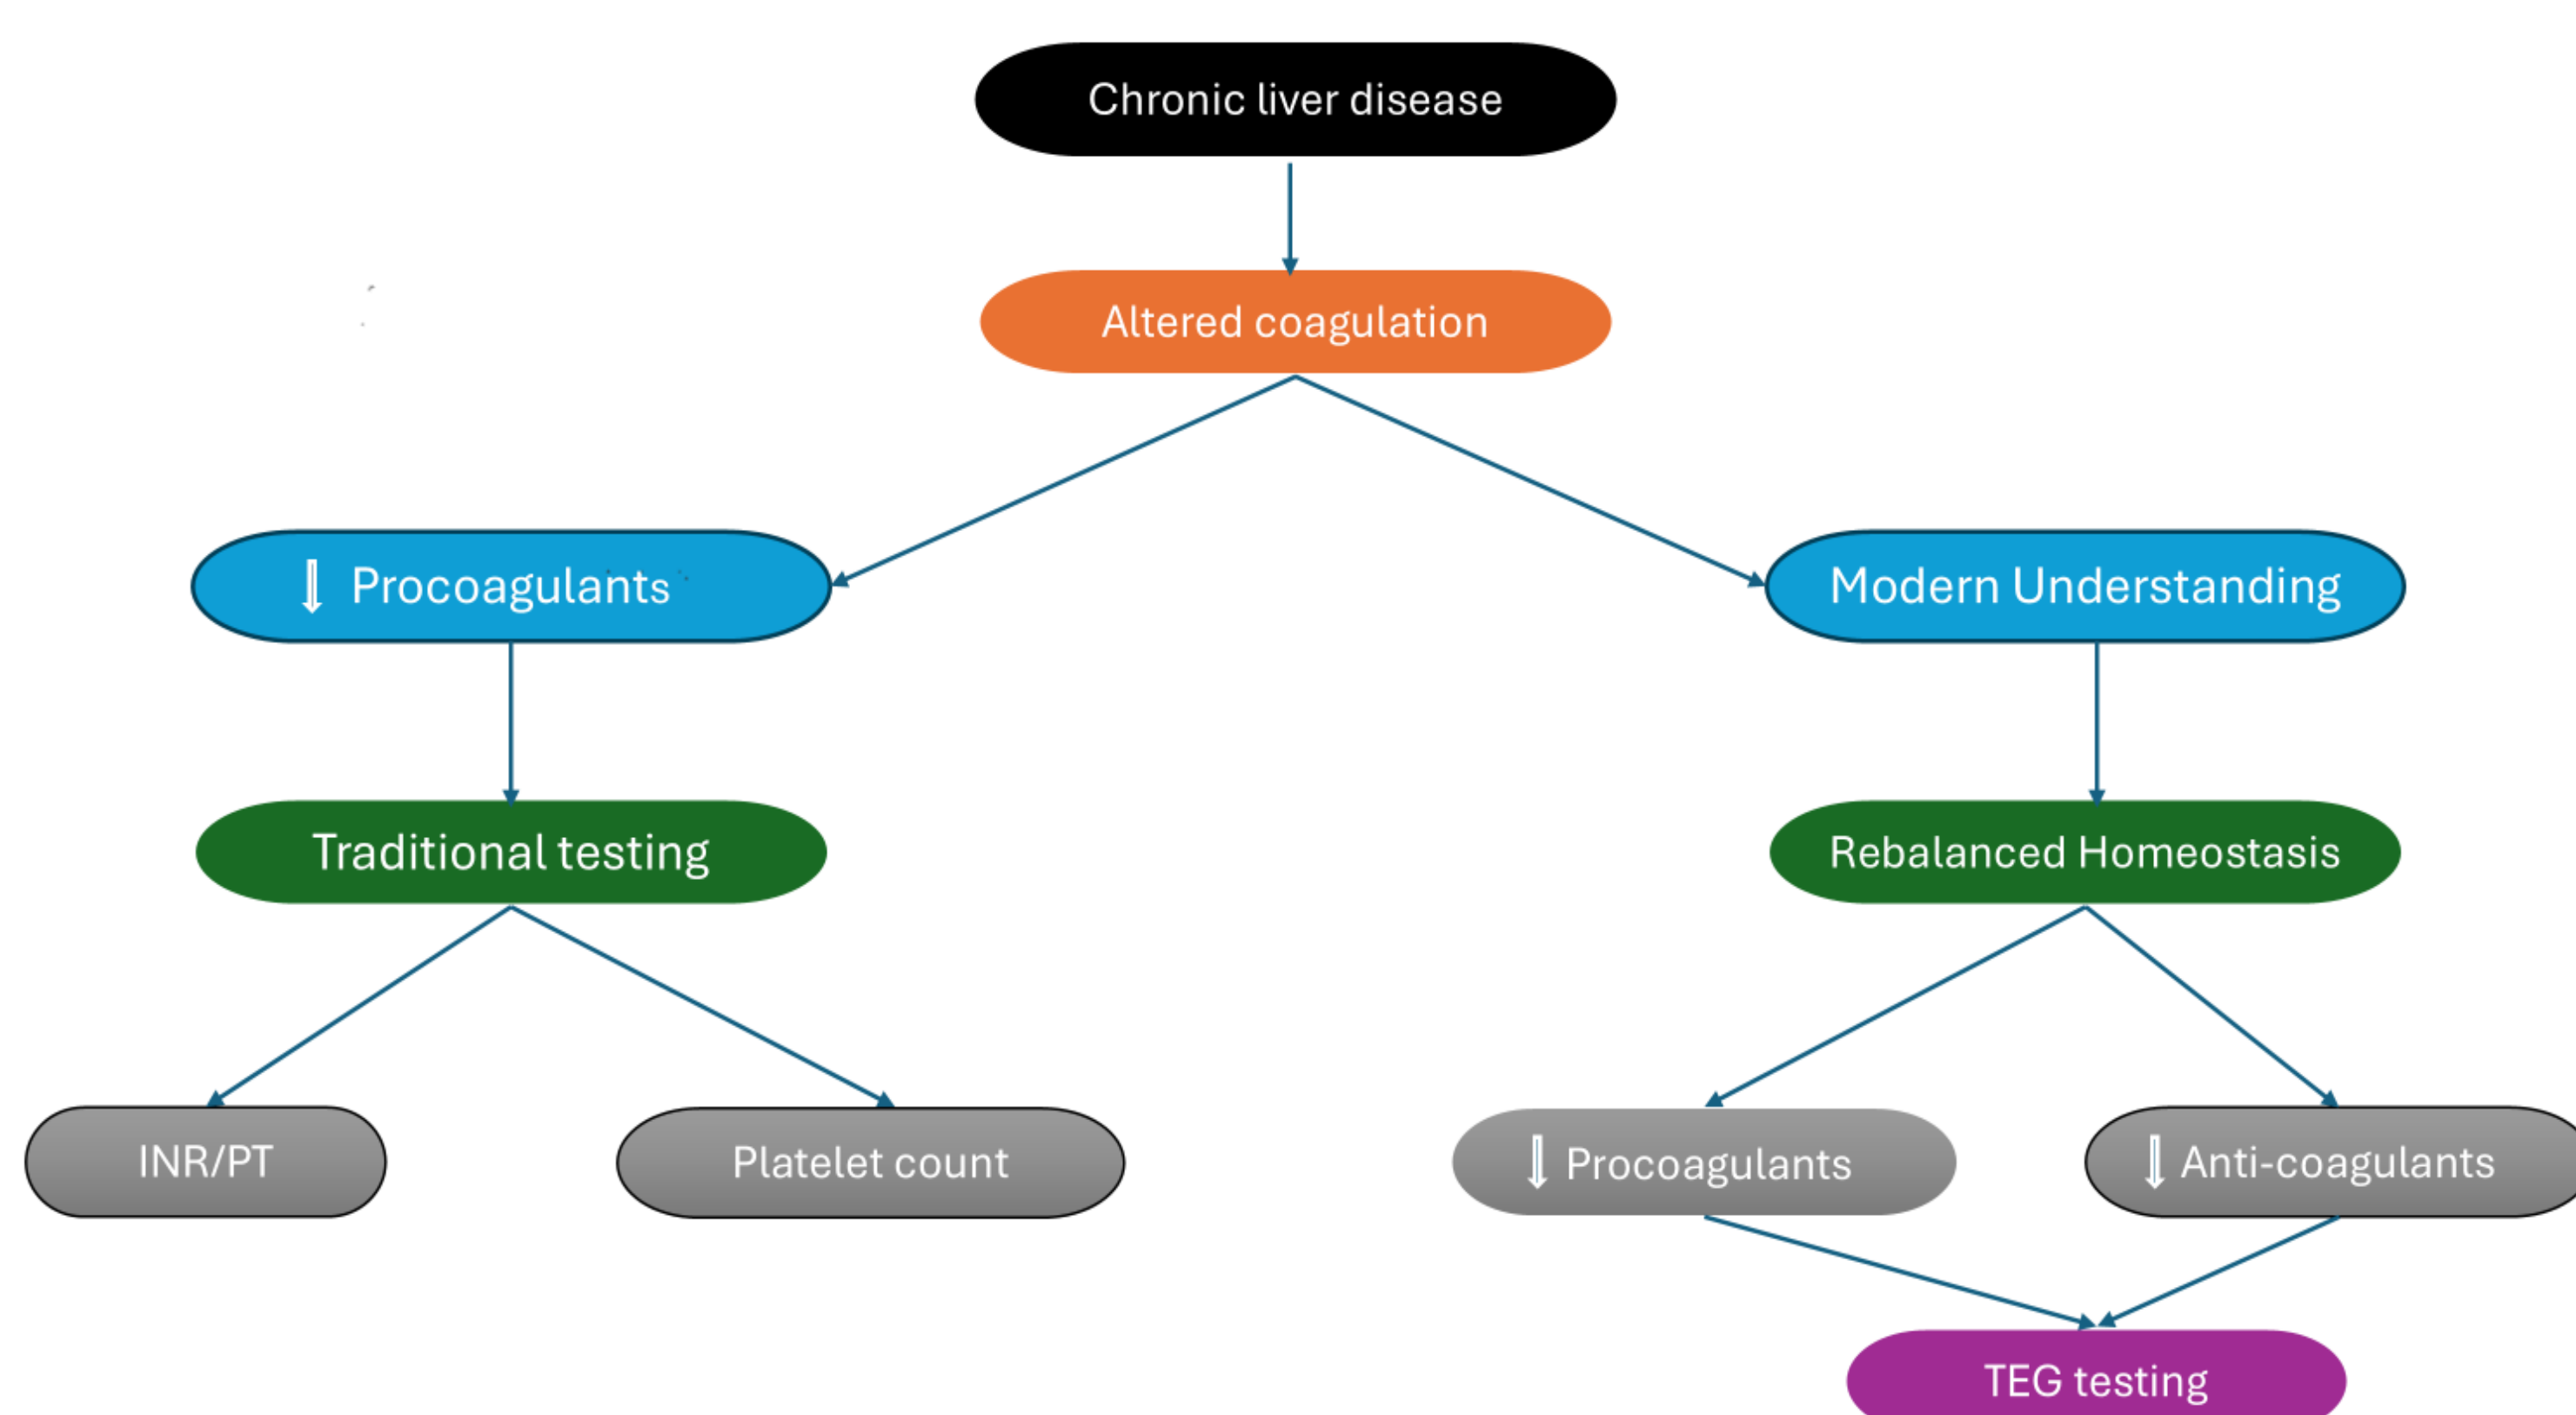 Chronic liver disease
Altered coagulation
⇓ Procoagulants
Modern Understanding
Traditional testing
Rebalanced Homeostasis
INR/PT
Platelet count
⇓ Procoagulants
⇓ Anti-coagulants
TEG testing